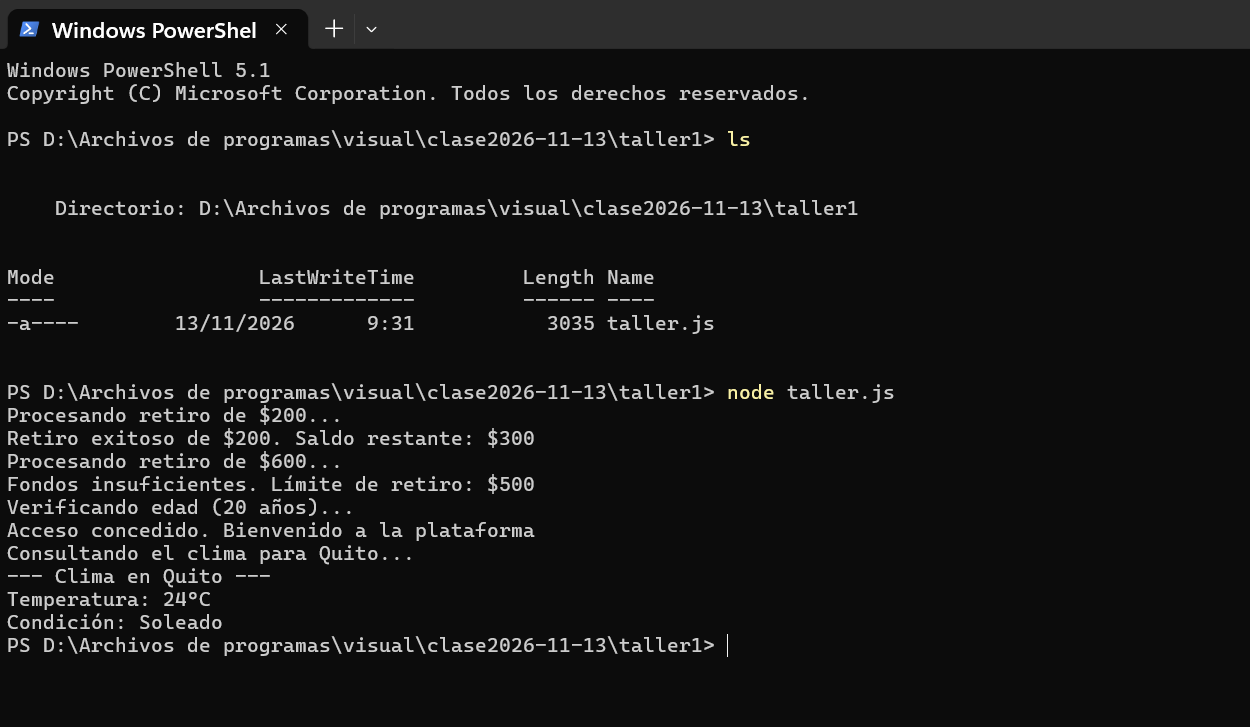 Windows PowerShel
Windows PowerShell 5.1
Copyright (C) Microsoft Corporation. Todos los derechos reservados.
PS D:\Archivos de programas\visual\clase2026-11-13\taller1> ls
Directorio: D:\Archivos de programas\visual\clase2026-11-13\taller1
Mode                 LastWriteTime         Length Name
----                 -------------         ------ ----
-a----        13/11/2026      9:31           3035 taller.js
PS D:\Archivos de programas\visual\clase2026-11-13\taller1> node taller.js
Procesando retiro de $200...
Retiro exitoso de $200. Saldo restante: $300
Procesando retiro de $600...
Fondos insuficientes. Límite de retiro: $500
Verificando edad (20 años)...
Acceso concedido. Bienvenido a la plataforma
Consultando el clima para Quito...
--- Clima en Quito ---
Temperatura: 24°C
Condición: Soleado
PS D:\Archivos de programas\visual\clase2026-11-13\taller1>